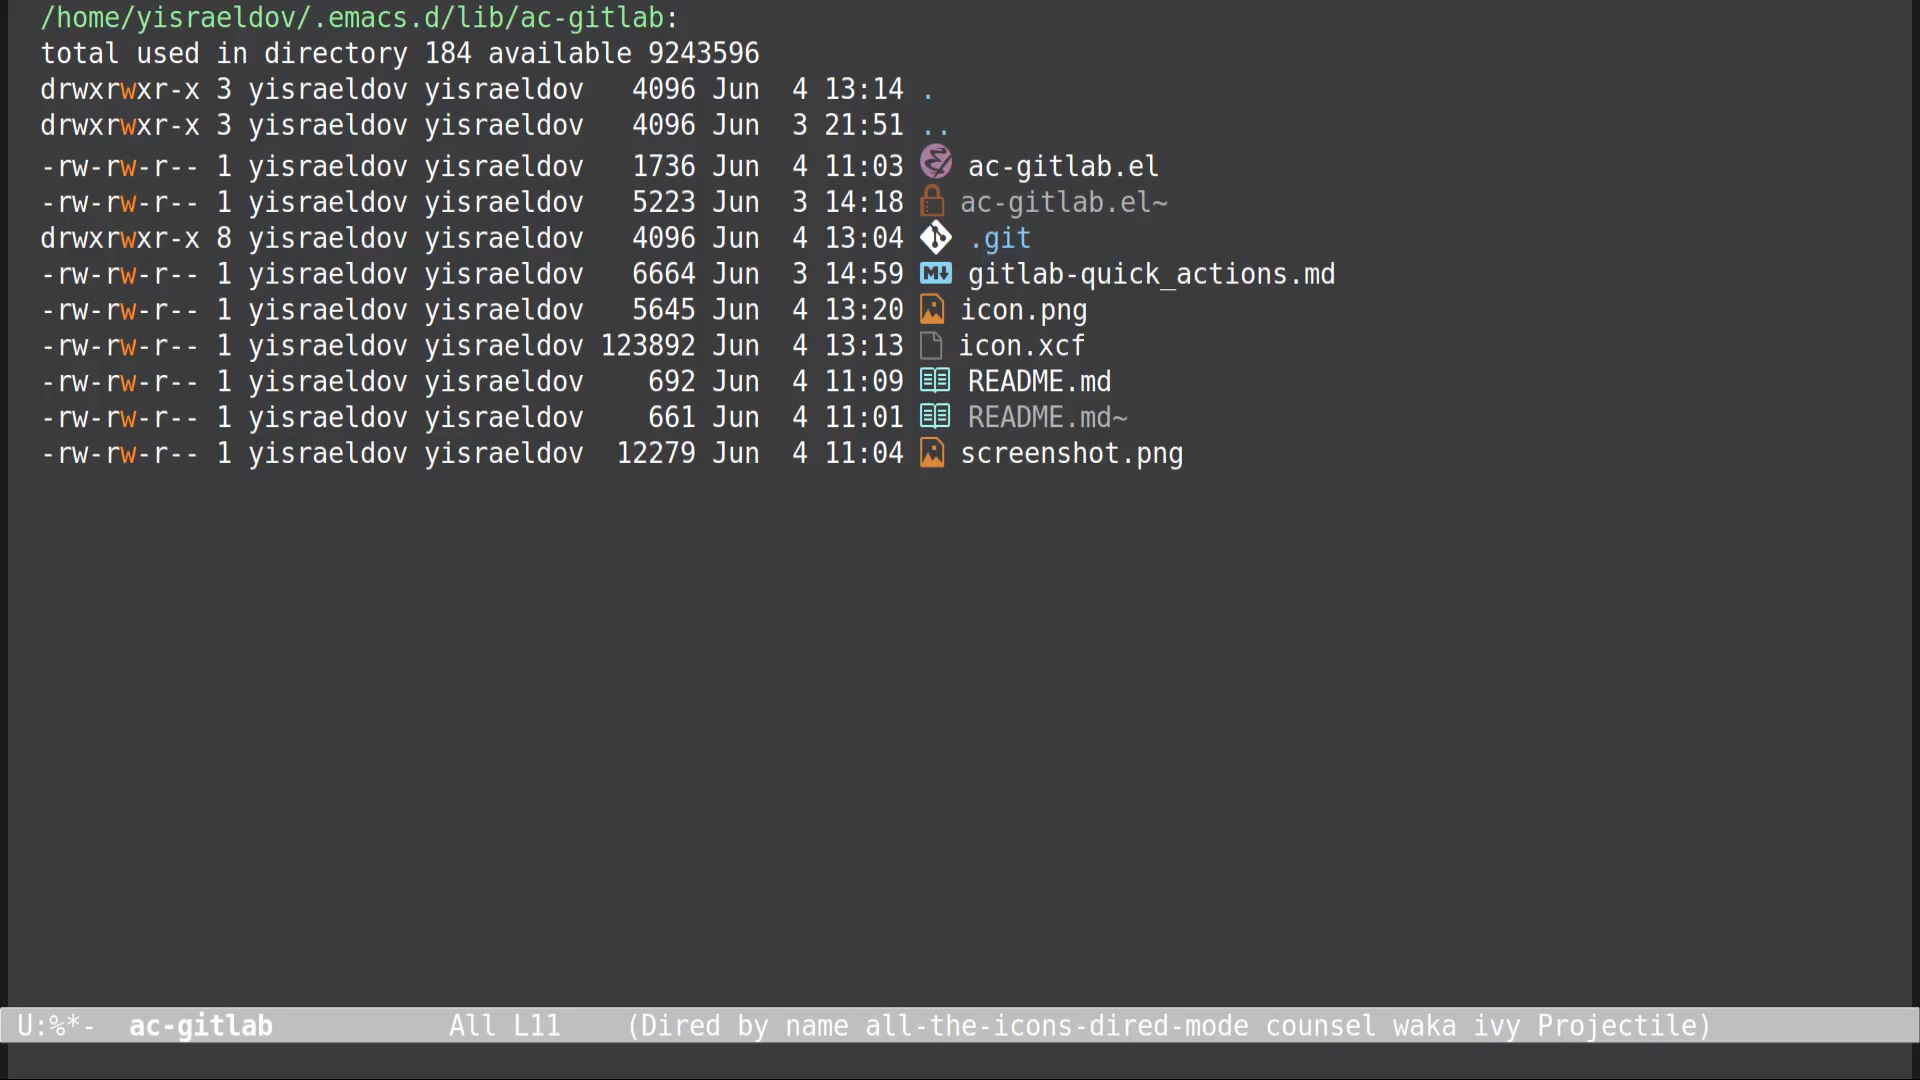 /home/yisraeldov/.emacs.d/lib/ac-gitlab:
total used in directory 184 available 9243596
drwxrwxr-x 3 yisraeldov yisraeldov   4096 Jun  4 13:14 .
drwxrwxr-x 3 yisraeldov yisraeldov   4096 Jun  3 21:51 ..
-rw-rw-r-- 1 yisraeldov yisraeldov   1736 Jun  4 11:03 ac-gitlab.el
-rw-rw-r-- 1 yisraeldov yisraeldov   5223 Jun  3 14:18 ac-gitlab.el~
drwxrwxr-x 8 yisraeldov yisraeldov   4096 Jun  4 13:04 .git
-rw-rw-r-- 1 yisraeldov yisraeldov   6664 Jun  3 14:59 M↓ gitlab-quick_actions.md
-rw-rw-r-- 1 yisraeldov yisraeldov   5645 Jun  4 13:20 icon.png
-rw-rw-r-- 1 yisraeldov yisraeldov 123892 Jun  4 13:13 icon.xcf
-rw-rw-r-- 1 yisraeldov yisraeldov    692 Jun  4 11:09 README.md
-rw-rw-r-- 1 yisraeldov yisraeldov    661 Jun  4 11:01 README.md~
-rw-rw-r-- 1 yisraeldov yisraeldov  12279 Jun  4 11:04 screenshot.png
U:%*-  ac-gitlab           All L11    (Dired by name all-the-icons-dired-mode counsel waka ivy Projectile)